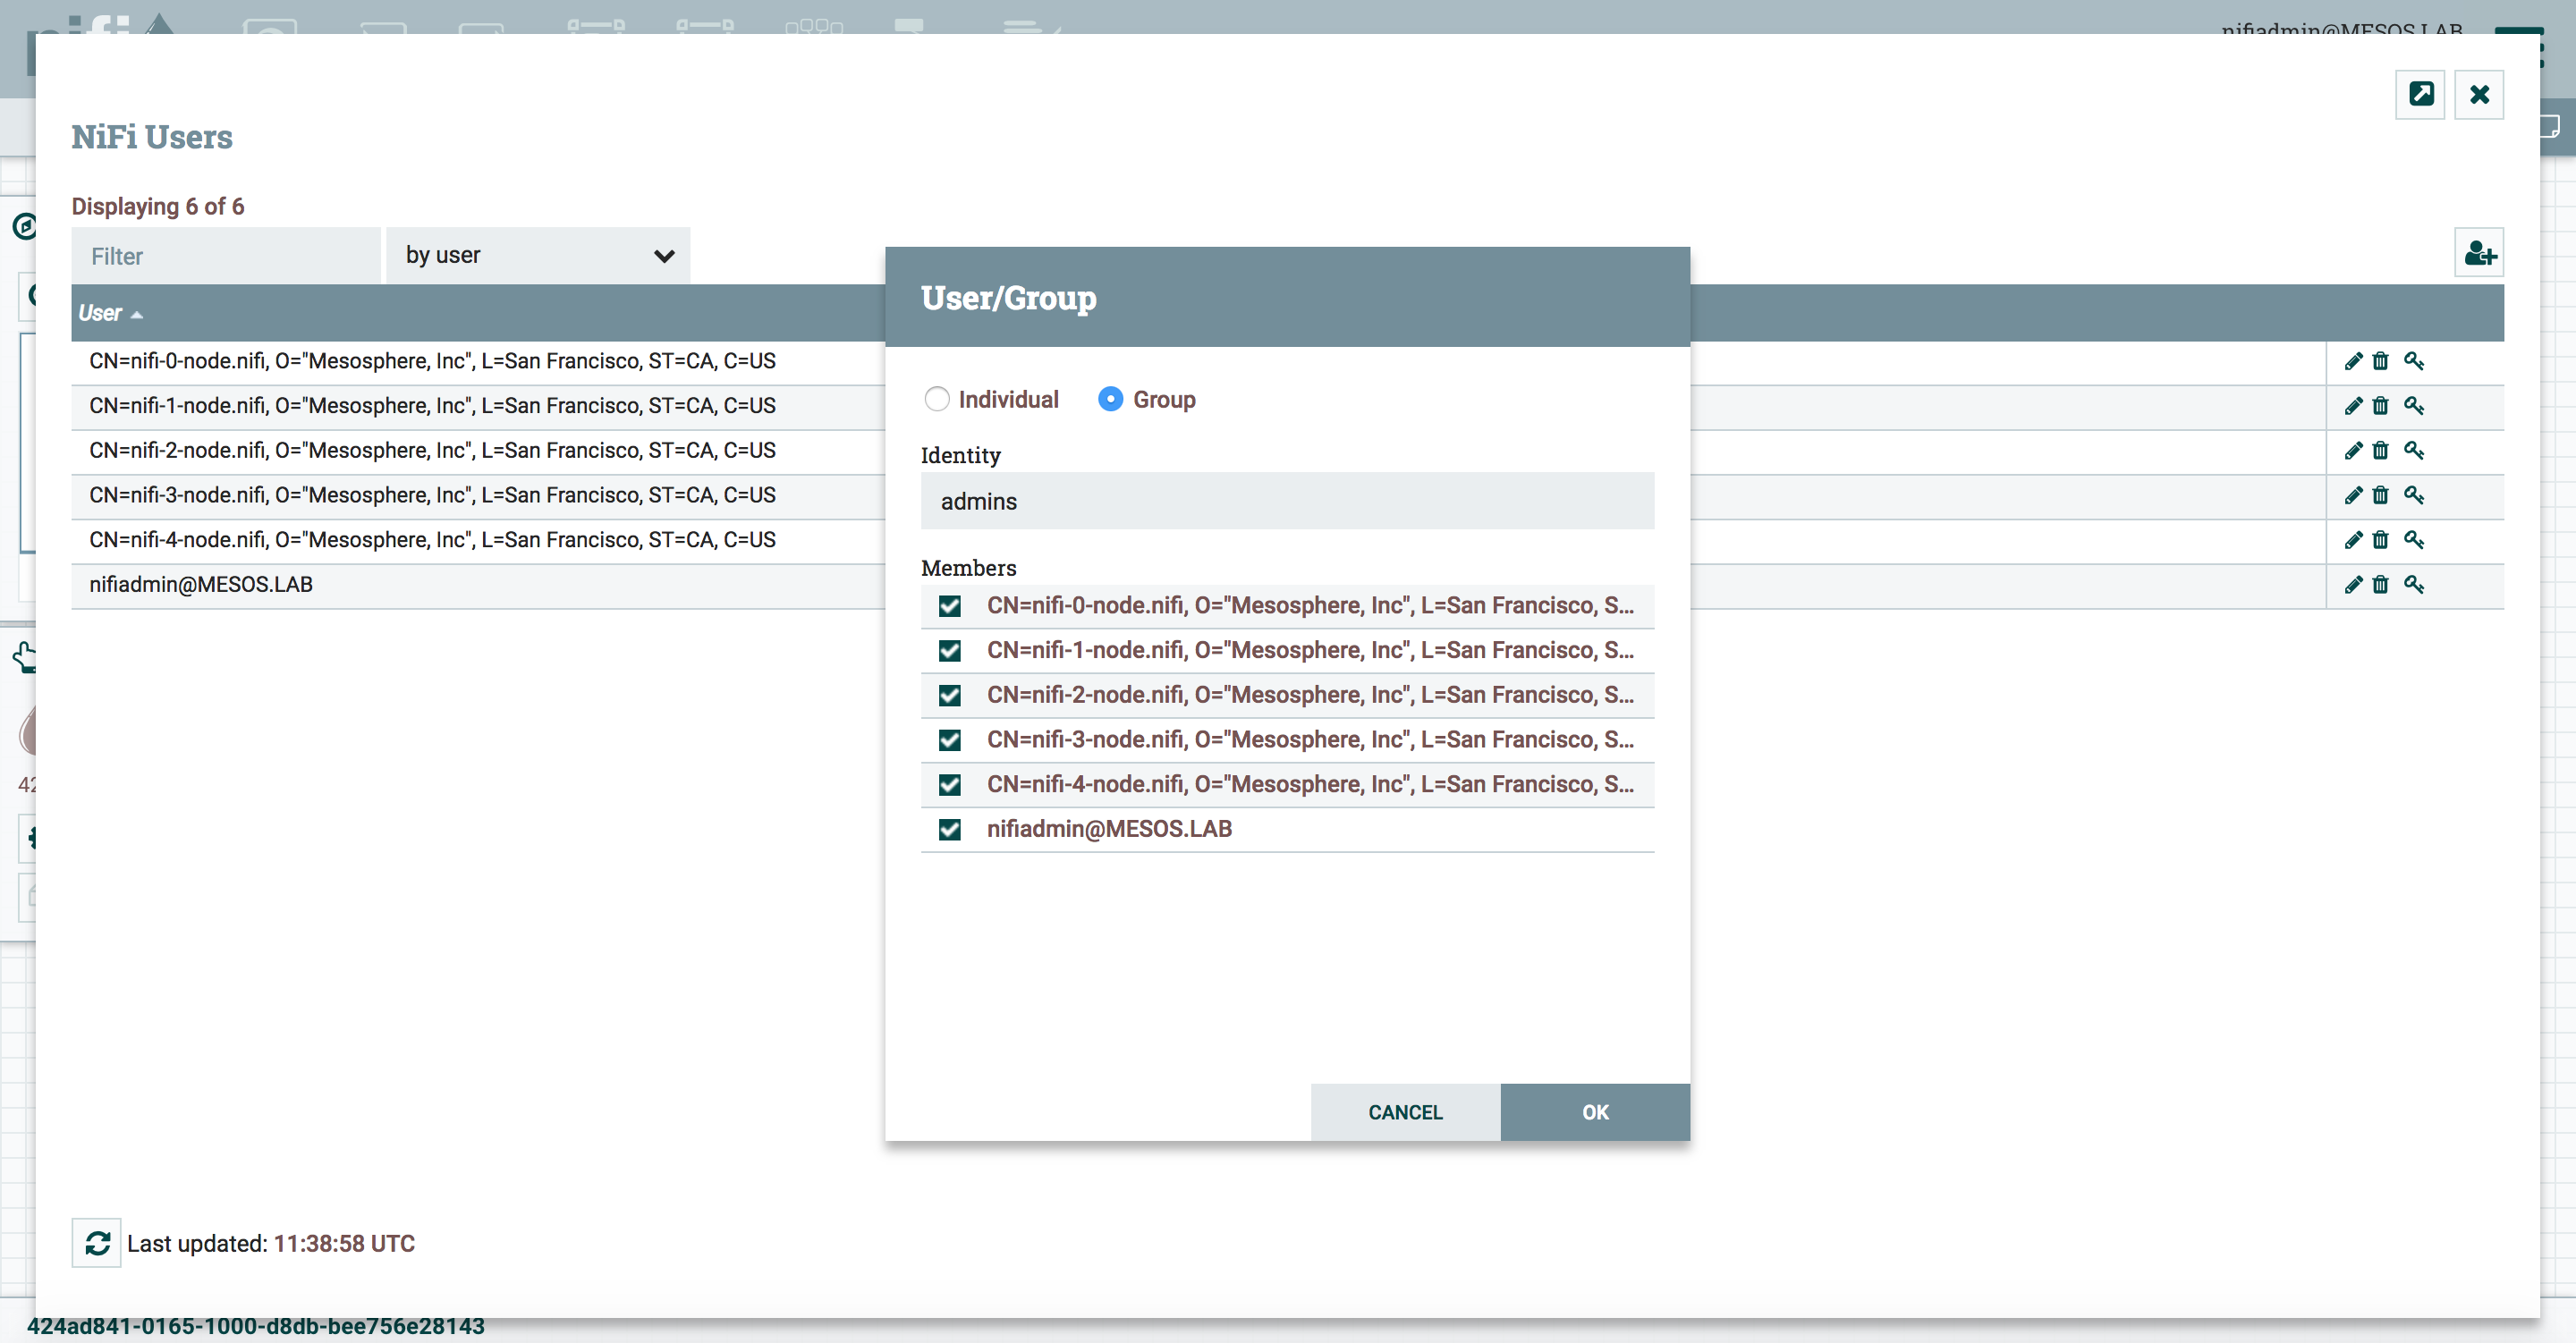 nifi
nifiadmin@MESOS.LAB
NiFi Users
Displaying 6 of 6
Filter
by user
User
CN=nifi-0-node.nifi, O="Mesosphere, Inc", L=San Francisco, ST=CA, C=US
CN=nifi-1-node.nifi, O="Mesosphere, Inc", L=San Francisco, ST=CA, C=US
CN=nifi-2-node.nifi, O="Mesosphere, Inc", L=San Francisco, ST=CA, C=US
CN=nifi-3-node.nifi, O="Mesosphere, Inc", L=San Francisco, ST=CA, C=US
CN=nifi-4-node.nifi, O="Mesosphere, Inc", L=San Francisco, ST=CA, C=US
nifiadmin@MESOS.LAB
User/Group
Individual
Group
Identity
admins
Members
CN=nifi-0-node.nifi, O="Mesosphere, Inc", L=San Francisco, S...
CN=nifi-1-node.nifi, O="Mesosphere, Inc", L=San Francisco, S...
CN=nifi-2-node.nifi, O="Mesosphere, Inc", L=San Francisco, S...
CN=nifi-3-node.nifi, O="Mesosphere, Inc", L=San Francisco, S...
CN=nifi-4-node.nifi, O="Mesosphere, Inc", L=San Francisco, S...
nifiadmin@MESOS.LAB
CANCEL
OK
42
Last updated: 11:38:58 UTC
424ad841-0165-1000-d8db-bee756e28143